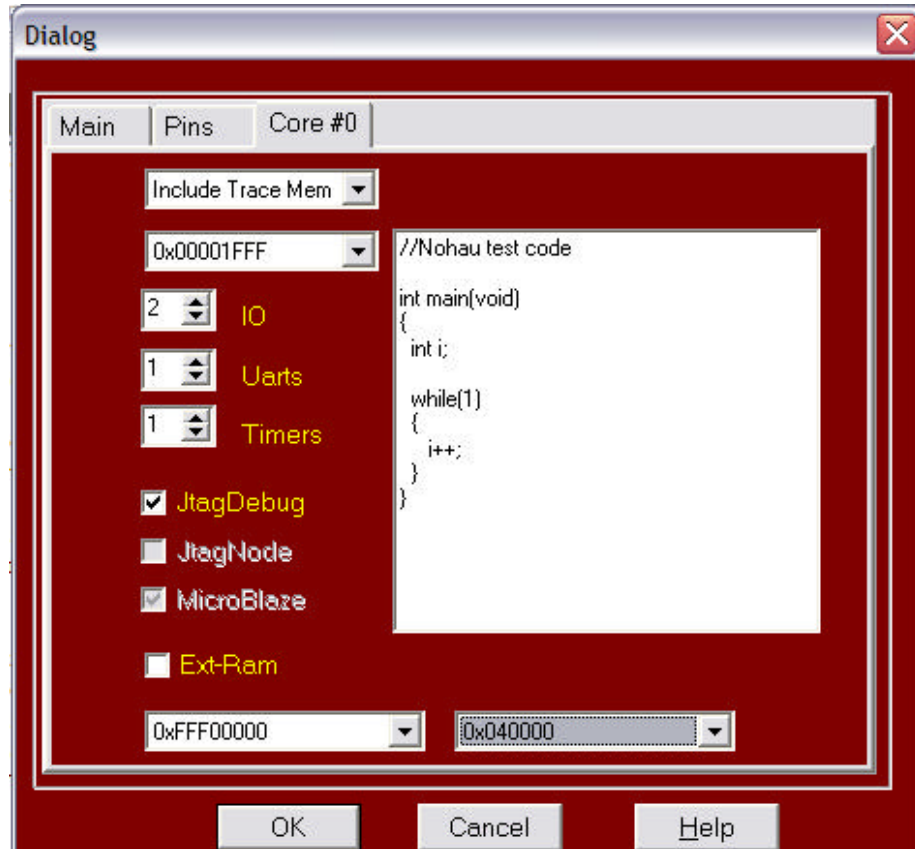 Dialog
Main
Pins
Core #0
Include Trace Mem
0x00001FFF
2
IO
1
Uarts
1
Timers
JtagDebug
JtagNode
MicroBlaze
Ext-Ram
//Nohau test code
int main(void)
{
int i;
while(1)
{
i++;
}
}
0xFFF00000
0x040000
OK
Cancel
Help